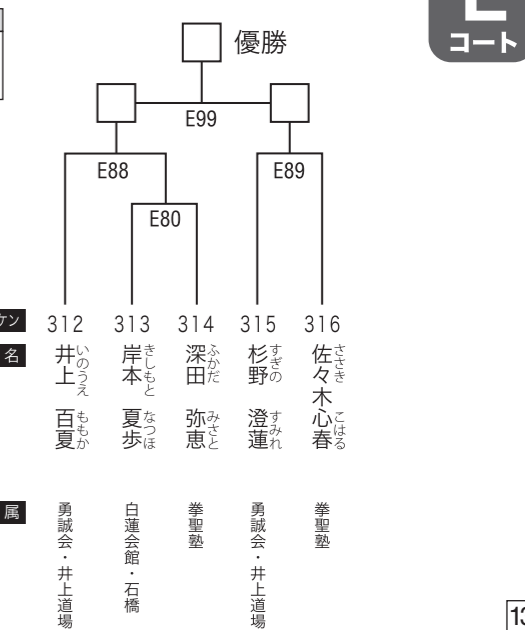 コート
優勝
E99
E88
E89
E80
312
313
314
315
316
ケン
名
井上 百夏
いのうえ ももか
岸本 夏歩
きしもと なつほ
深田 弥恵
ふかだ みさと
杉野 澄蓮
すぎの すみれ
佐々木心春
ささき こはる
属
勇誠会・井上道場
白蓮会館・石橋
拳聖塾
勇誠会・井上道場
拳聖塾
13